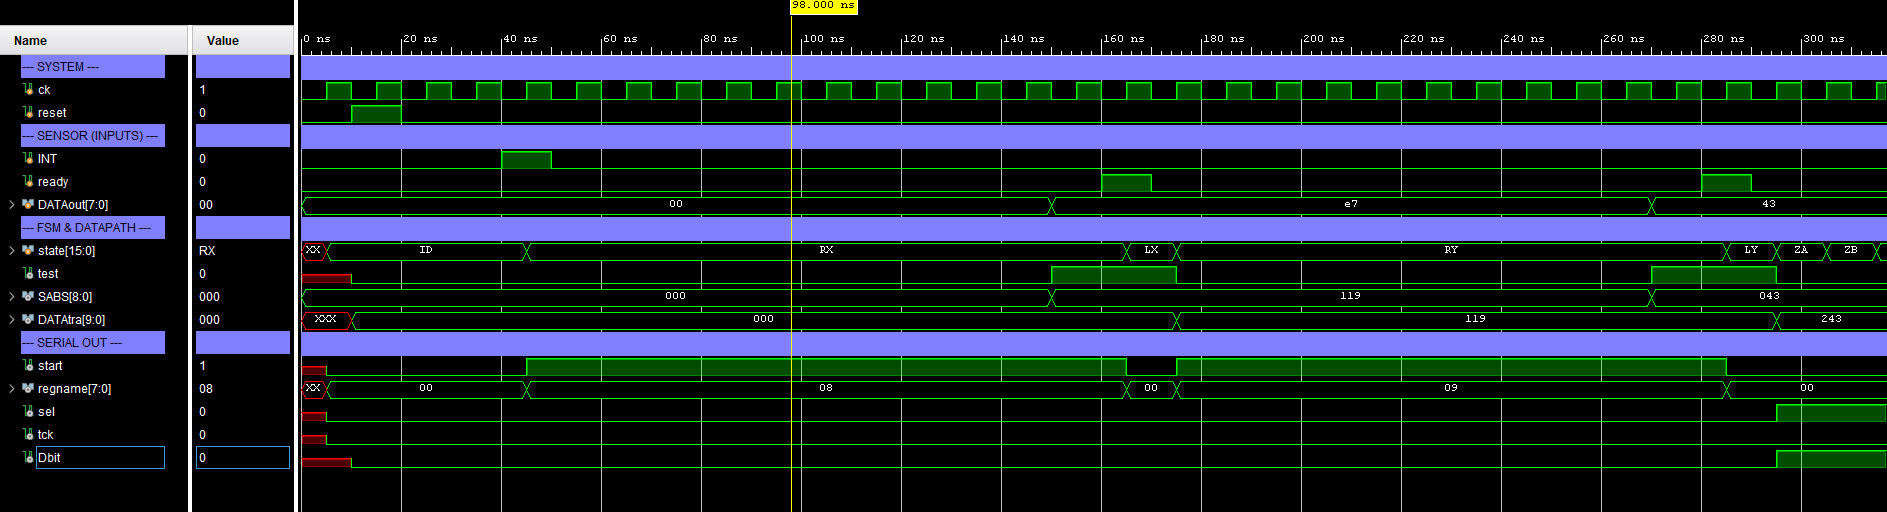 98.000 ns
Name Value
0 ns 20 ns 40 ns 60 ns 80 ns 100 ns 120 ns 140 ns 160 ns 180 ns 200 ns 220 ns 240 ns 260 ns 280 ns 300 ns
--- SYSTEM ---
ck 1
reset 0
--- SENSOR (INPUTS) ---
INT 0
ready 0
DATAout[7:0] 00 00 e7 43
--- FSM & DATAPATH ---
state[15:0] RX XX ID RX LX RY LY ZA ZB
test 0
SABS[8:0] 000 000 119 043
DATAtra[9:0] 000 XXX 000 119 243
--- SERIAL OUT ---
start 1
regname[7:0] 08 XX 00 08 00 09 00
sel 0
tck 0
Dbit 0